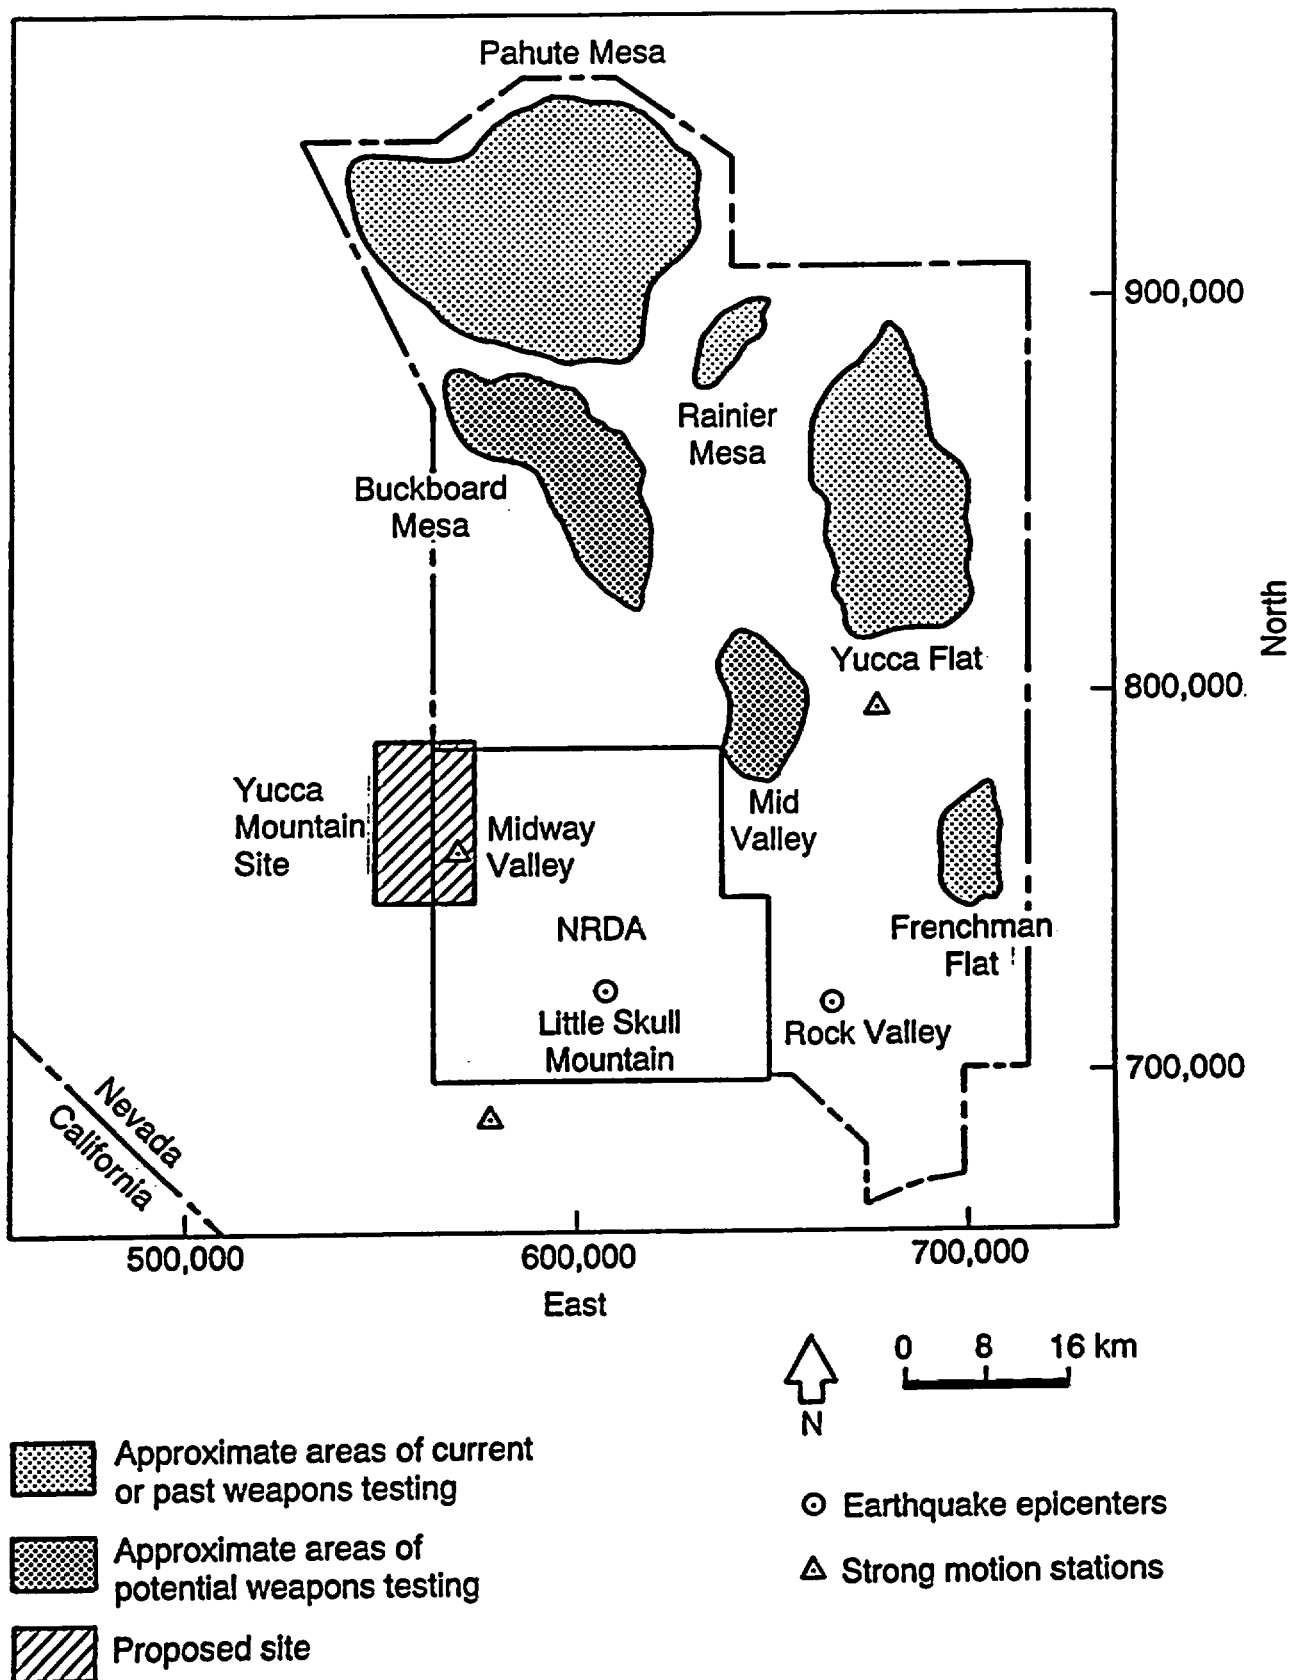 Pahute Mesa
900,000
Rainier
Mesa
Buckboard
Mesa
North
Yucca Flat
800,000
Yucca
Mountain
Site
Midway
Valley
Mid
Valley
NRDA
Frenchman
Flat
Little Skull
Mountain
Rock Valley
700,000
Nevada
California
500,000
600,000
700,000
East
0
8
16 km
N
Approximate areas of current
or past weapons testing
Approximate areas of
potential weapons testing
Proposed site
Earthquake epicenters
Strong motion stations